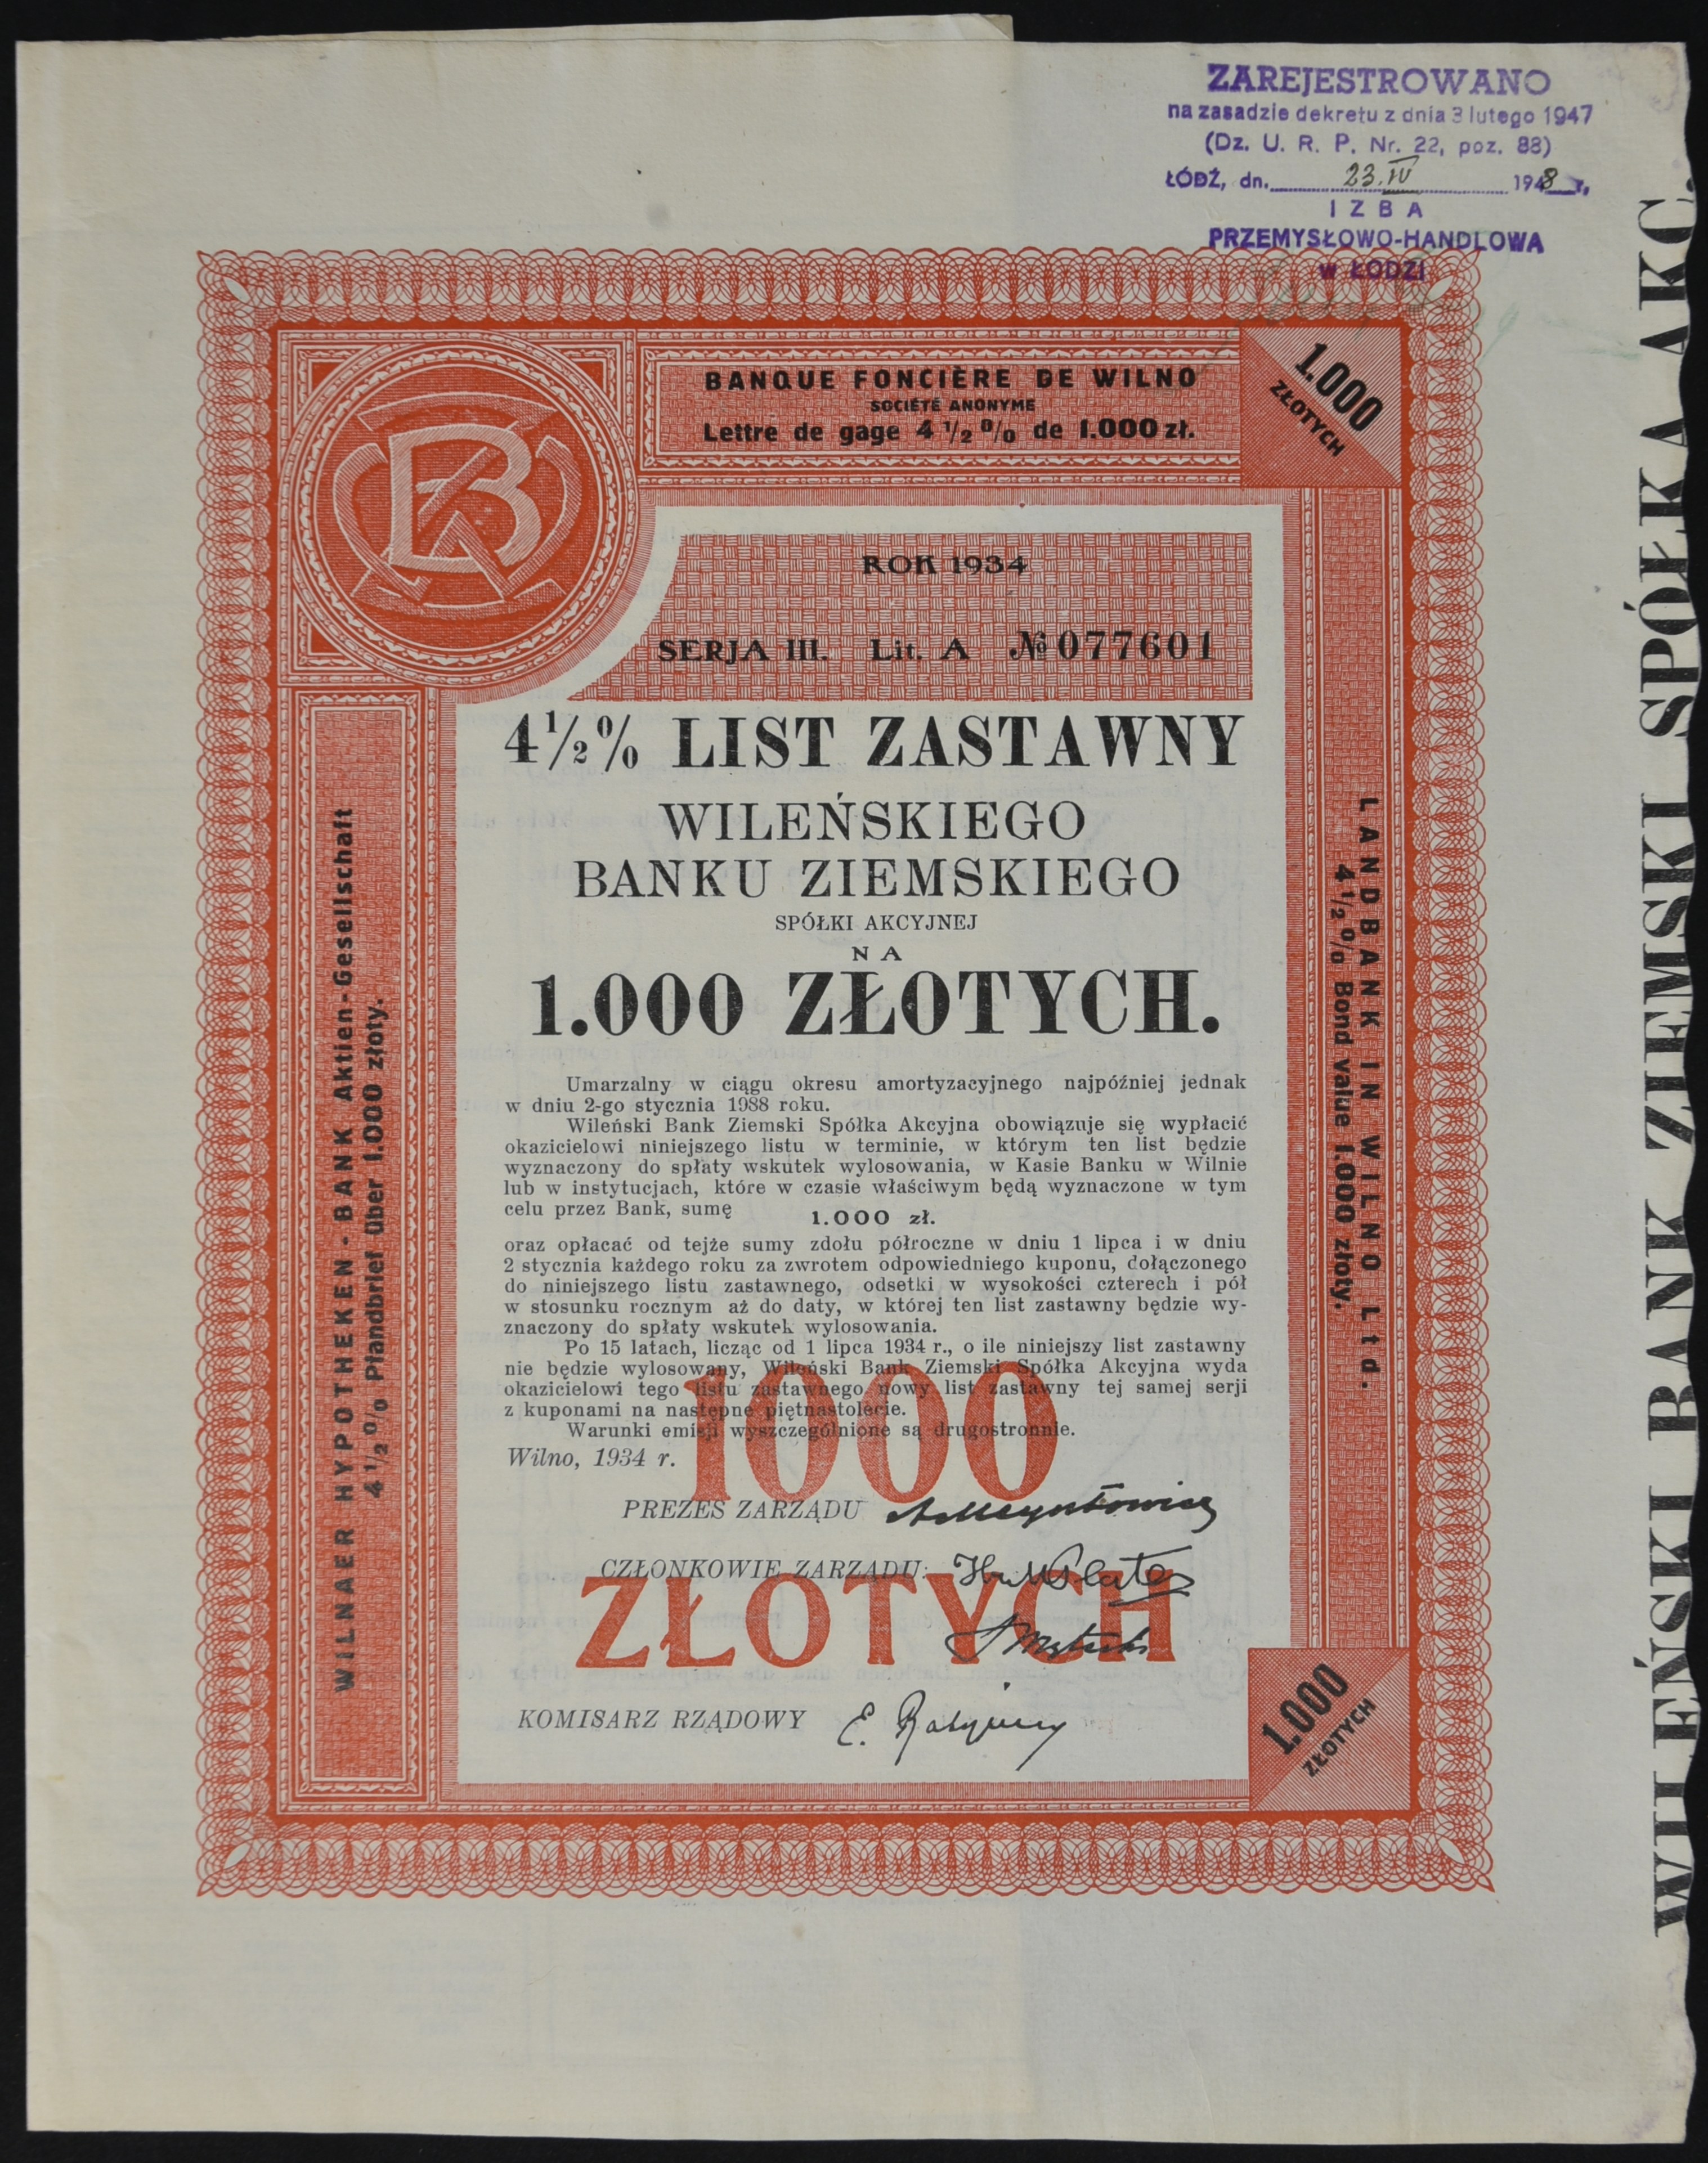 ZAREJESTROWANO
na zasadzie dekretu z dnia 3 lutego 1947
(Dz. U. R. P. Nr. 22, poz. 88)
ŁÓDŹ, dn. 23.IV 1948 r.
IZBA
PRZEMYSŁOWO-HANDLOWA
w ŁODZI
BANQUE FONCIÈRE DE WILNO
SOCIÉTÉ ANONYME
Lettre de gage 4 1/2 % de 1.000 zł.
1.000
ZŁOTYCH
ROK 1934
SERJA III. Lit. A № 077601
4½% LIST ZASTAWNY
WILEŃSKIEGO
BANKU ZIEMSKIEGO
SPÓŁKI AKCYJNEJ
NA
1.000 ZŁOTYCH.
Umarzalny w ciągu okresu amortyzacyjnego najpóźniej jednak
w dniu 2-go stycznia 1988 roku.
Wileński Bank Ziemski Spółka Akcyjna obowiązuje się wypłacić
okazicielowi niniejszego listu w terminie, w którym ten list będzie
wyznaczony do spłaty wskutek wylosowania, w Kasie Banku w Wilnie
lub w instytucjach, które w czasie właściwym będą wyznaczone w tym
celu przez Bank, sumę
1.000 zł.
oraz opłacać od tejże sumy zdołu półroczne w dniu 1 lipca i w dniu
2 stycznia każdego roku za zwrotem odpowiedniego kuponu, dołączonego
do niniejszego listu zastawnego, odsetki w wysokości czterech i pół
w stosunku rocznym aż do daty, w której ten list zastawny będzie wy-
znaczony do spłaty wskutek wylosowania.
Po 15 latach, licząc od 1 lipca 1934 r., o ile niniejszy list zastawny
nie będzie wylosowany, Wileński Bank Ziemski Spółka Akcyjna wyda
okazicielowi tego listu zastawnego nowy list zastawny tej samej serji
z kuponami na następne piętnastolecie.
Warunki emisji wyszczególnione są drugostronnie.
Wilno, 1934 r.
1000
ZŁOTYCH
PREZES ZARZĄDU
CZŁONKOWIE ZARZĄDU:
KOMISARZ RZĄDOWY
1.000
ZŁOTYCH
WILNAER HYPOTHEKEN-BANK Aktien-Gesellschaft
4 1/2 % Pfandbrief über 1.000 złoty.
LANDBANK IN WILNO Ltd.
4 1/2 % Bond value 1.000 złoty.
WILEŃSKI BANK ZIEMSKI SPÓŁKA AKC.